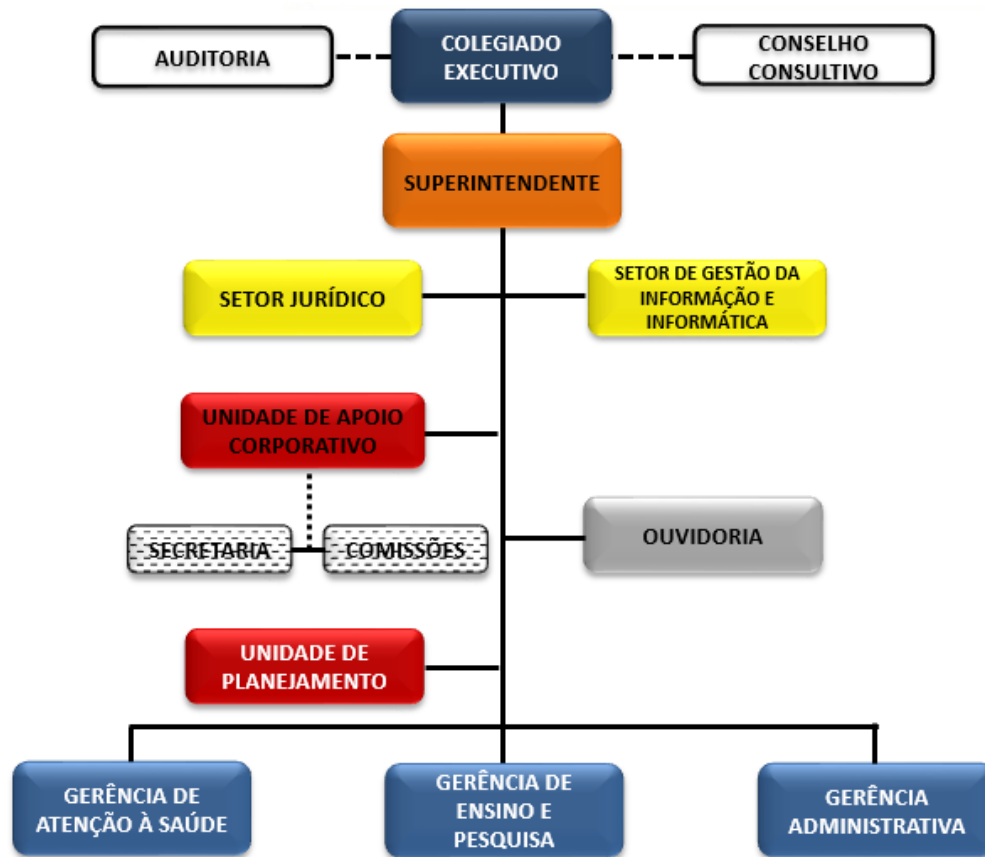 AUDITORIA
COLEGIADO
EXECUTIVO
CONSELHO
CONSULTIVO
SUPERINTENDENTE
SETOR JURÍDICO
SETOR DE GESTÃO DA
INFORMÁÇÃO E
INFORMÁTICA
UNIDADE DE APOIO
CORPORATIVO
SECRETARIA
COMISSÕES
OUVIDORIA
UNIDADE DE
PLANEJAMENTO
GERÊNCIA DE
ATENÇÃO À SAÚDE
GERÊNCIA DE
ENSINO E
PESQUISA
GERÊNCIA
ADMINISTRATIVA